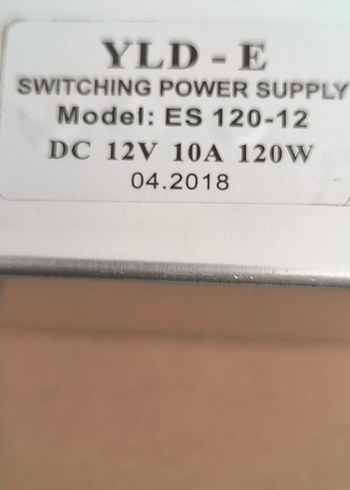 YLD - E
SWITCHING POWER SUPPLY
Model: ES 120-12
DC 12V 10A 120W
04.2018